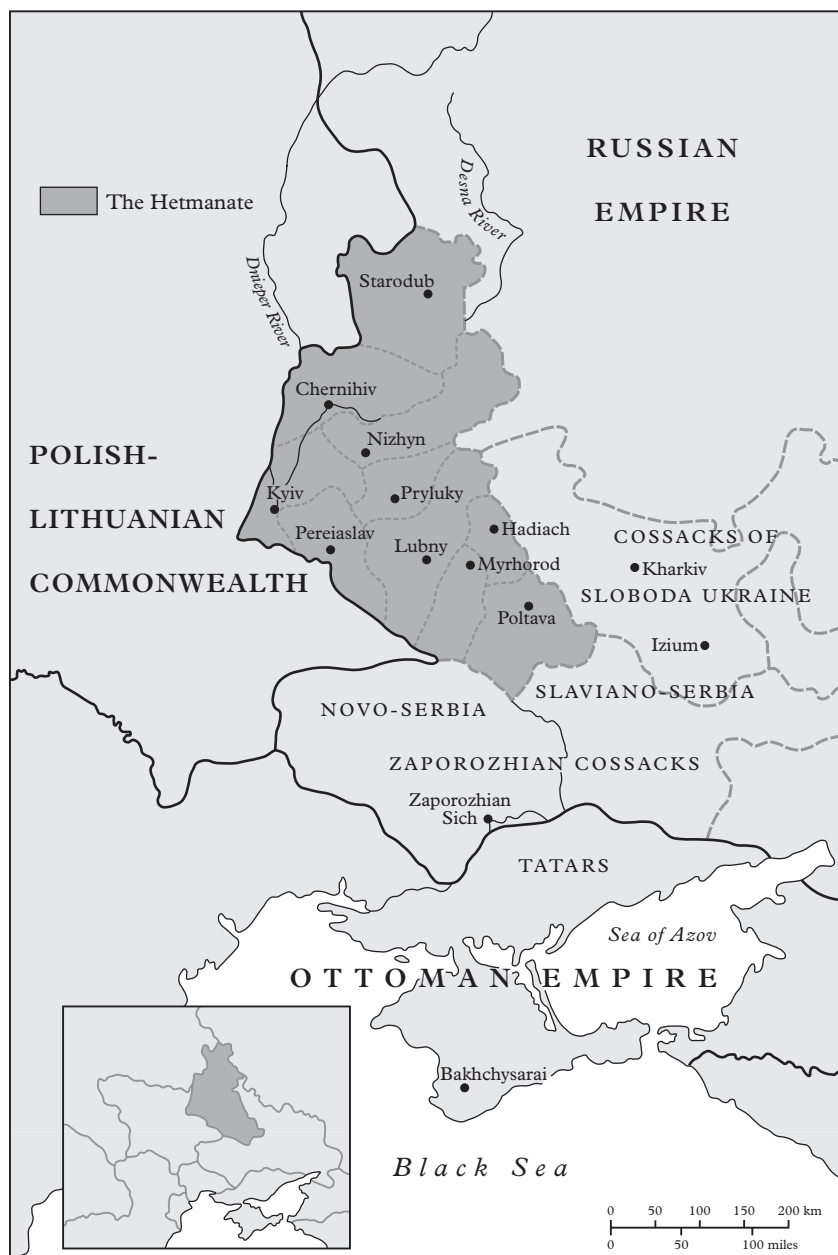 RUSSIAN
EMPIRE
Desna River
The Hetmanate
Dnieper River
Starodub
Chernihiv
Nizhyn
POLISH-
LITHUANIAN
COMMONWEALTH
Kyiv
Pryluky
Pereiaslav
Lubny
Hadiach
Myrhorod
Poltava
COSSACKS OF
Kharkiv
SLOBODA UKRAINE
Izium
SLAVIANO-SERBIA
NOVO-SERBIA
ZAPOROZHIAN COSSACKS
Zaporozhian
Sich
TATARS
Sea of Azov
OTTOMAN EMPIRE
Bakhchysarai
Black Sea
0 50 100 150 200 km
0 50 100 miles